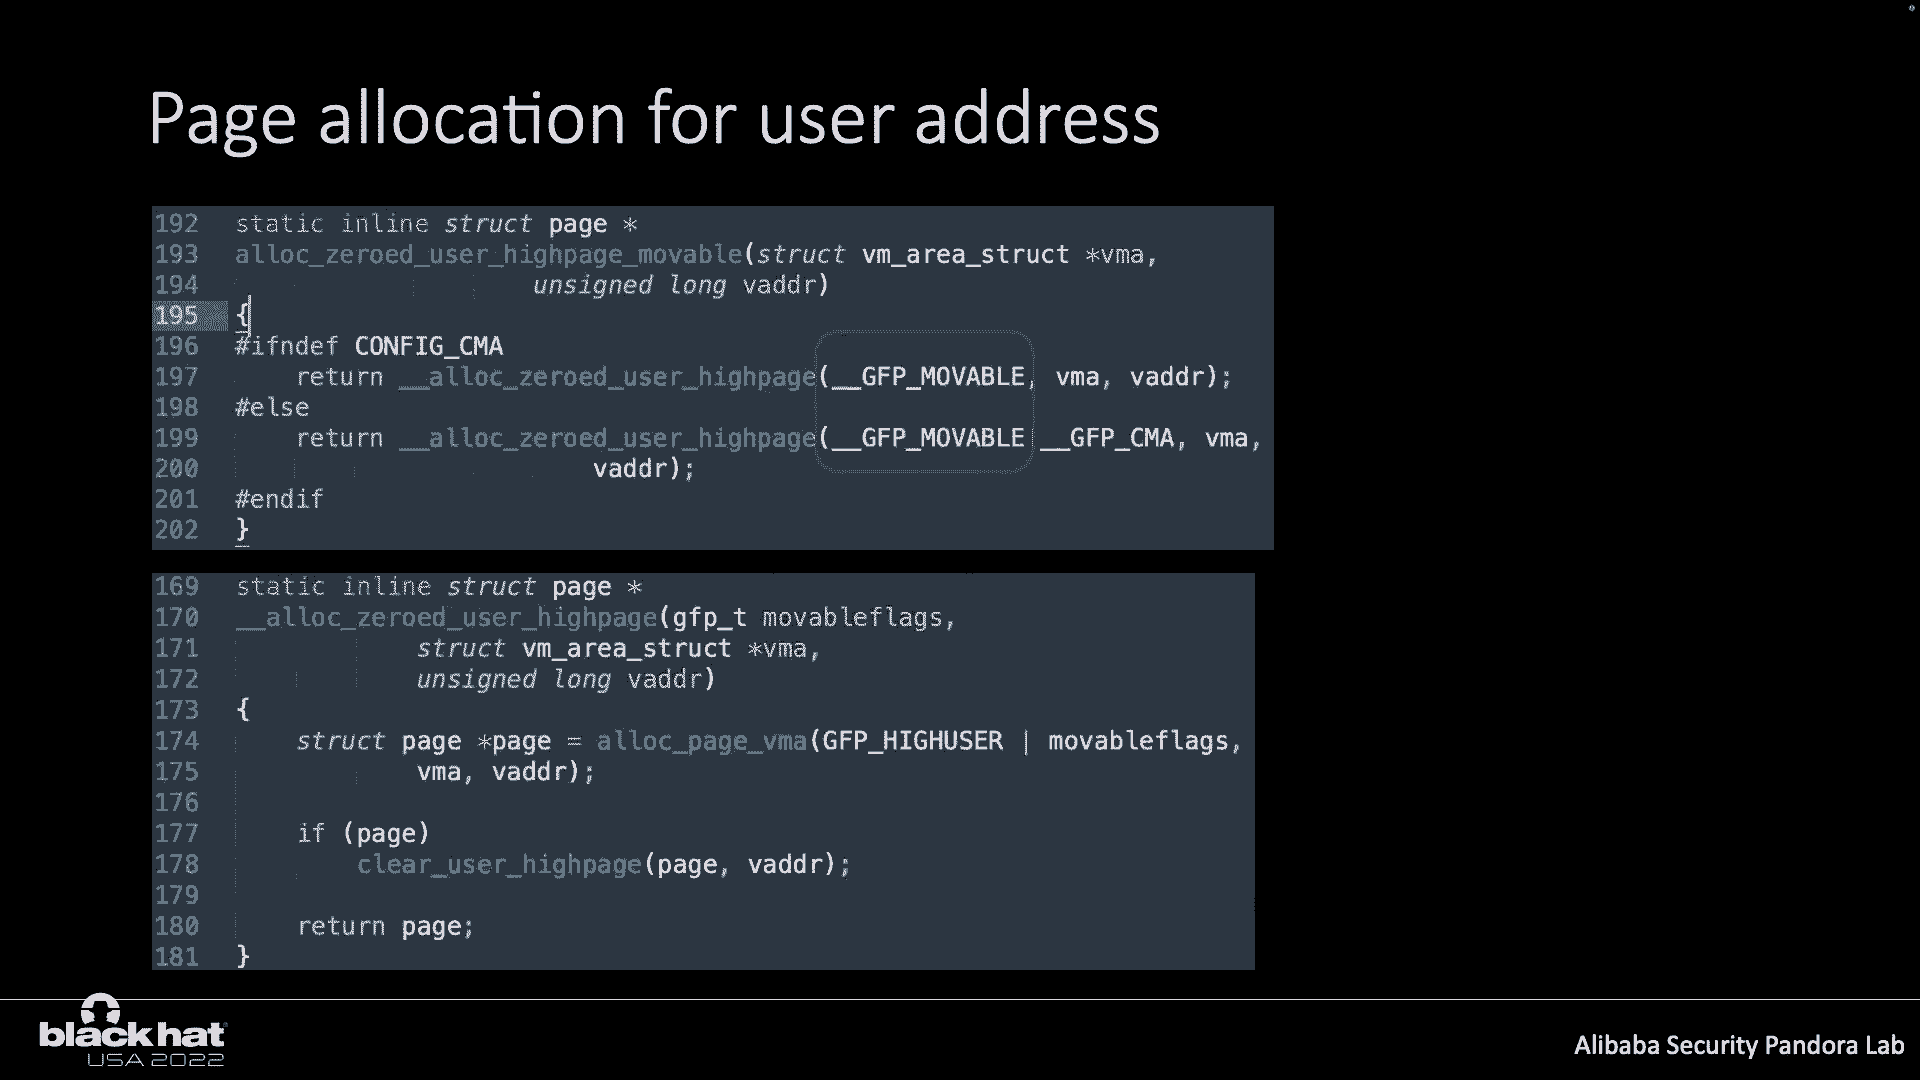 Page allocation for user address
192 static inline struct page *
193 alloc_zeroed_user_highpage_movable(struct vm_area_struct *vma,
194 unsigned long vaddr)
195 {
196 #ifndef CONFIG_CMA
197 return __alloc_zeroed_user_highpage(__GFP_MOVABLE, vma, vaddr);
198 #else
199 return __alloc_zeroed_user_highpage(__GFP_MOVABLE|__GFP_CMA, vma,
200 vaddr);
201 #endif
202 }
169 static inline struct page *
170 __alloc_zeroed_user_highpage(gfp_t movableflags,
171 struct vm_area_struct *vma,
172 unsigned long vaddr)
173 {
174 struct page *page = alloc_page_vma(GFP_HIGHUSER | movableflags,
175 vma, vaddr);
176
177 if (page)
178 clear_user_highpage(page, vaddr);
179
180 return page;
181 }
black hat
USA 2022
Alibaba Security Pandora Lab